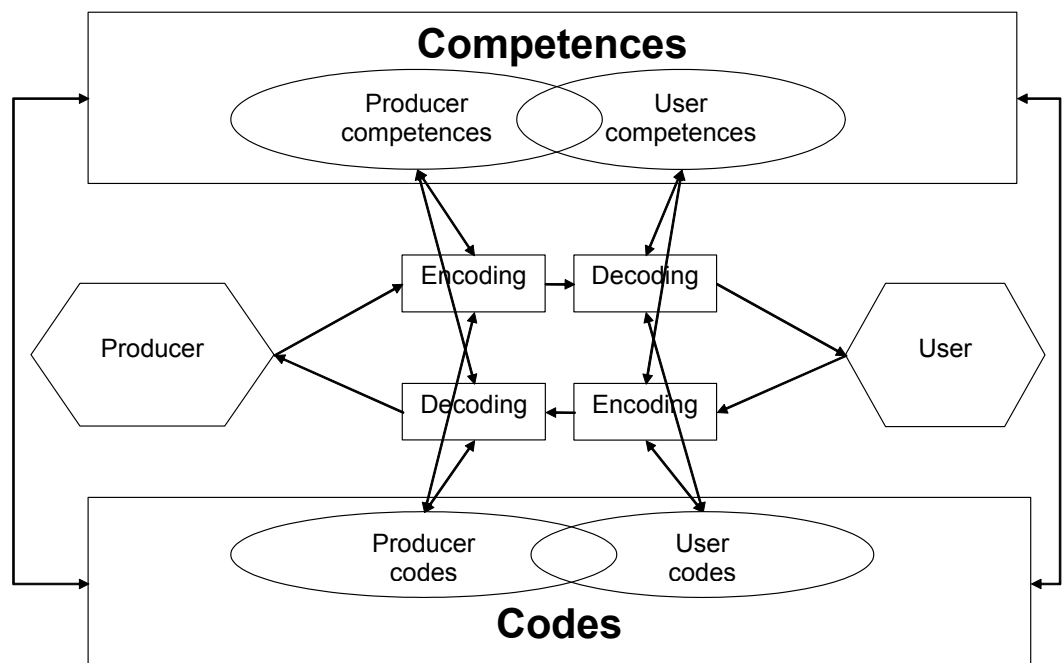 Competences
Producer
competences
User
competences
Encoding
Decoding
Producer
User
Decoding
Encoding
Producer
codes
User
codes
Codes